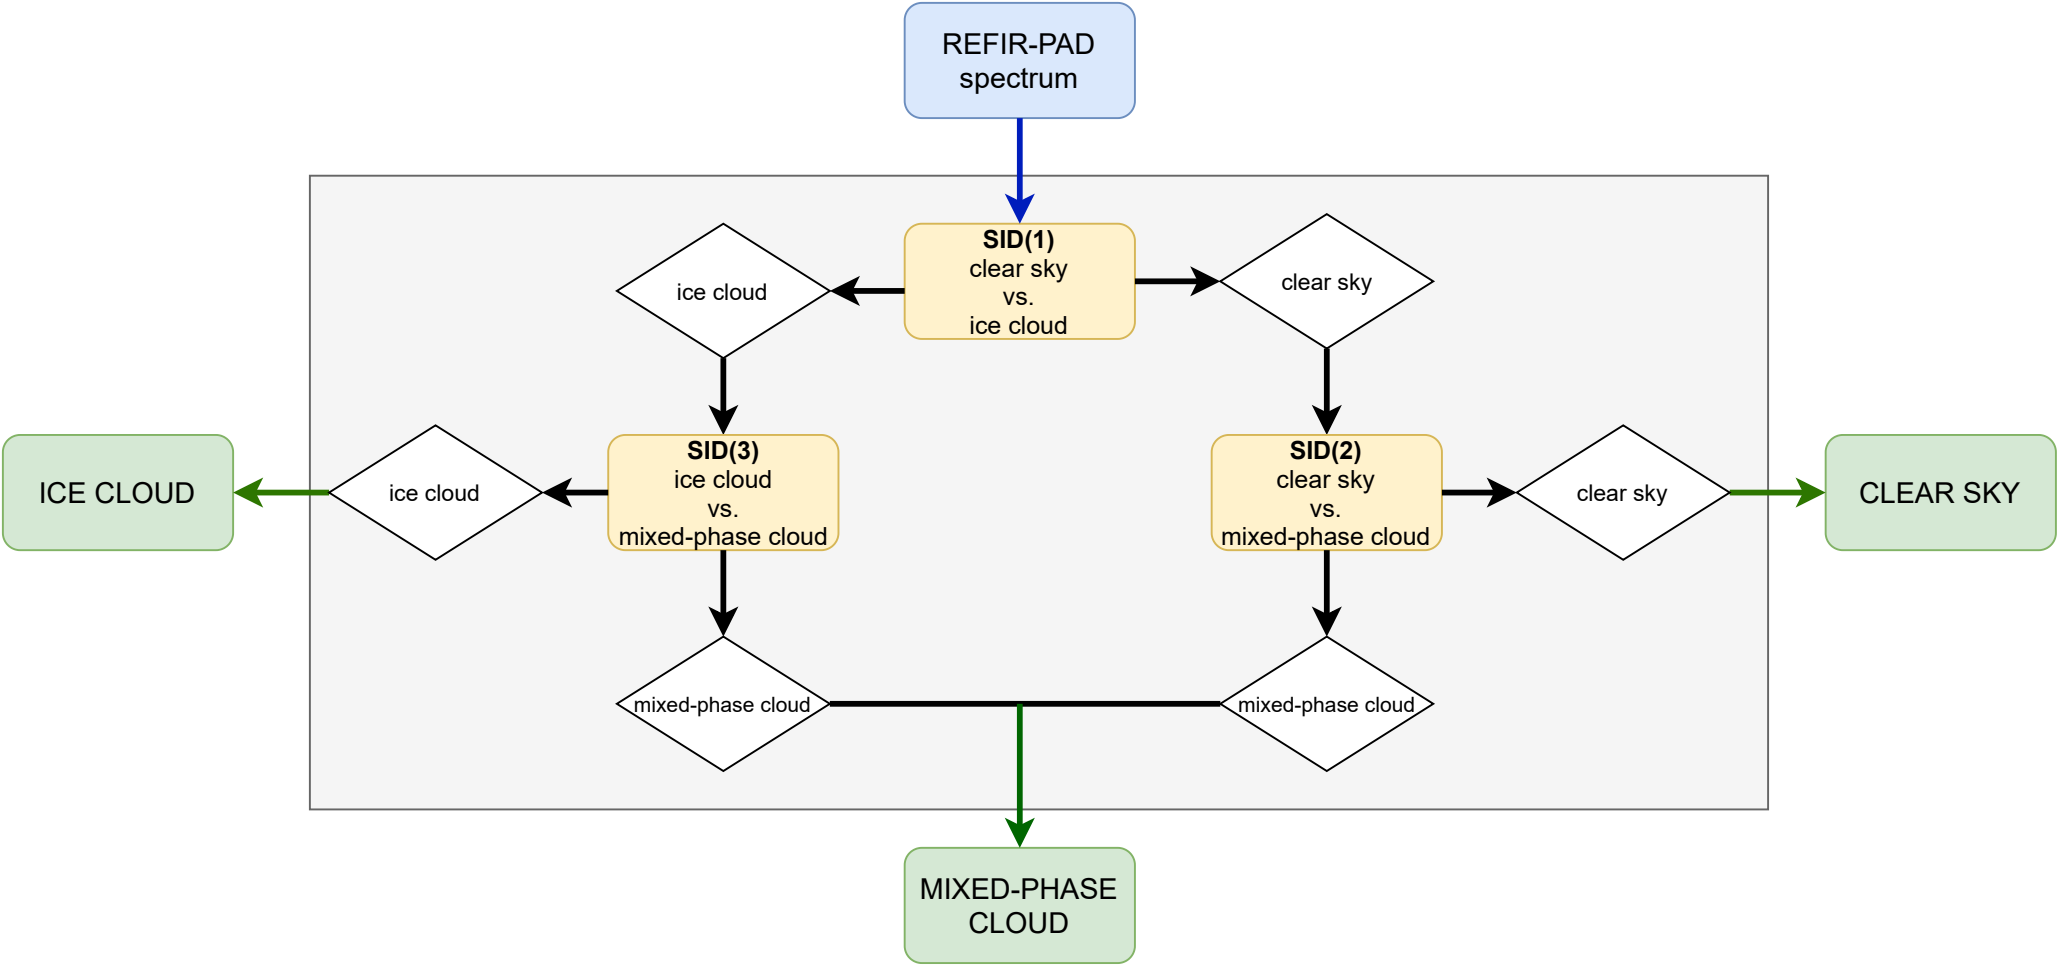 REFIR-PAD
spectrum
SID(1)
clear sky
vs.
ice cloud
ice cloud
clear sky
ICE CLOUD
ice cloud
SID(3)
ice cloud
vs.
mixed-phase cloud
SID(2)
clear sky
vs.
mixed-phase cloud
clear sky
CLEAR SKY
mixed-phase cloud
mixed-phase cloud
MIXED-PHASE
CLOUD